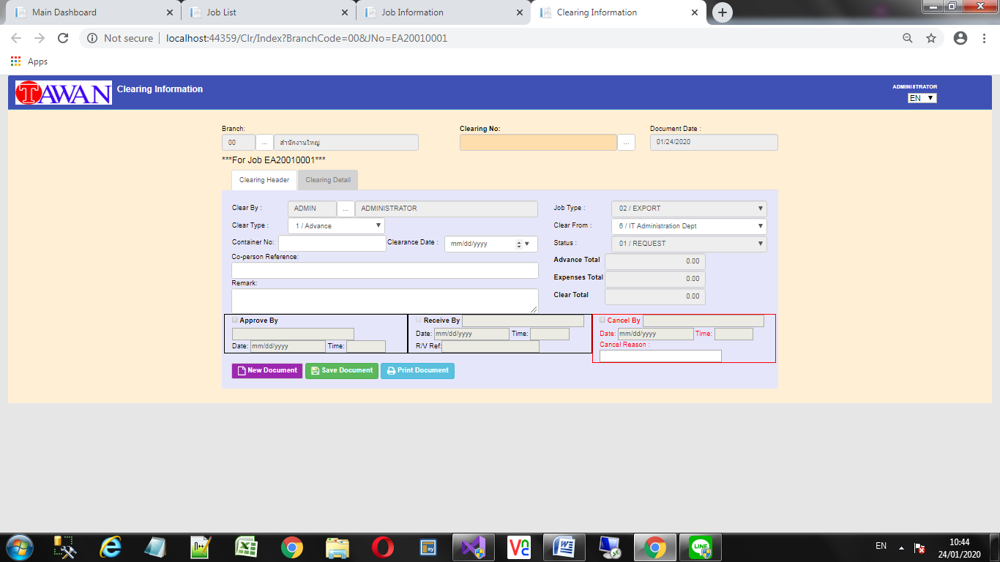 Main Dashboard
Job List
Job Information
Clearing Information
Not secure
localhost:44359/Clr/Index?BranchCode=00&JNo=EA20010001
Apps
TAWAN
Clearing Information
ADMINISTRATOR
EN
Branch:
Clearing No:
Document Date :
00
...
สำนักงานใหญ่
...
01/24/2020
***For Job EA20010001***
Clearing Header
Clearing Detail
Clear By :
ADMIN
...
ADMINISTRATOR
Job Type :
02 / EXPORT
Clear Type :
1 / Advance
Clear From :
6 / IT Administration Dept
Container No:
Clearance Date :
mm/dd/yyyy
Status :
01 / REQUEST
Co-person Reference:
Advance Total
0.00
Expenses Total
0.00
Remark:
Clear Total
0.00
Approve By
Receive By
Cancel By
Date: mm/dd/yyyy Time:
Date: mm/dd/yyyy Time:
Date: mm/dd/yyyy Time:
R/V Ref:
Cancel Reason :
New Document
Save Document
Print Document
EN
10:44
24/01/2020
LINE